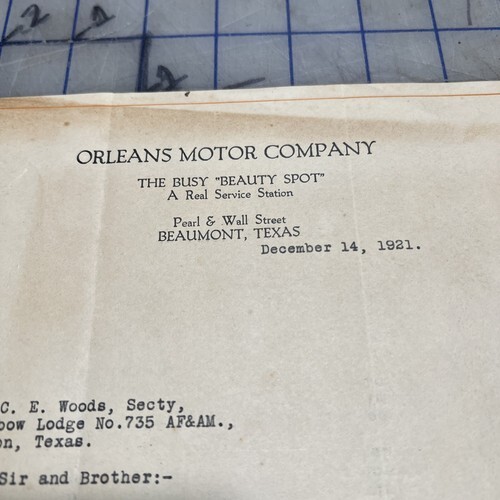 ORLEANS MOTOR COMPANY
THE BUSY "BEAUTY SPOT"
A Real Service Station
Pearl & Wall Street
BEAUMONT, TEXAS
December 14, 1921.
C. E. Woods, Secty,
Lodge No.735 AF&AM.,
Texas.
Sir and Brother:-